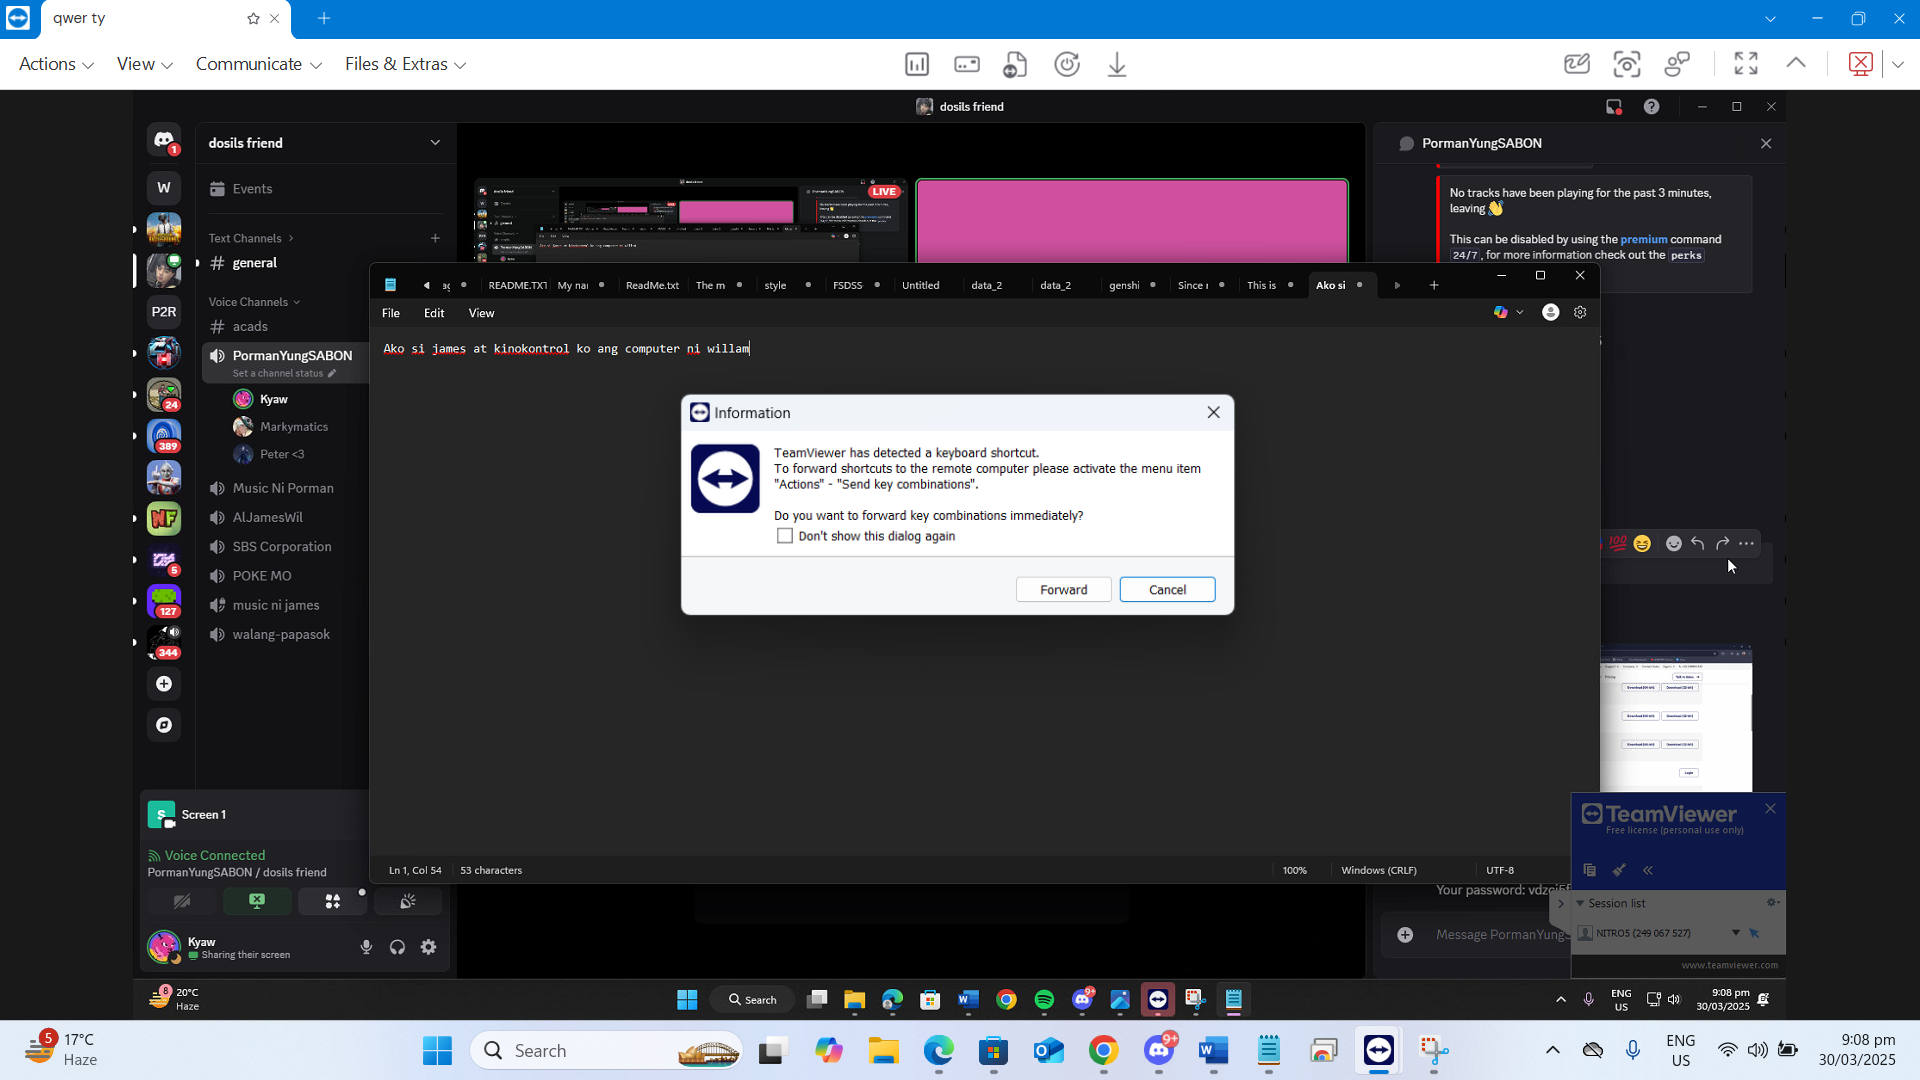 qwer ty
Actions View Communicate Files & Extras
dosils friend
1
W
P2R
24
389
5
127
344
dosils friend
Events
Text Channels
general
Voice Channels
acads
PormanYungSABON
Set a channel status
Kyaw
Markymatics
Peter <3
Music Ni Porman
AlJamesWil
SBS Corporation
POKE MO
music ni james
walang-papasok
LIVE
PormanYungSABON
No tracks have been playing for the past 3 minutes,
leaving 👋
This can be disabled by using the premium command
24/7 , for more information check out the perks
README.TXT My nar ReadMe.txt The m style FSDSS Untitled data_2 data_2 genshi Since r This is Ako si
File Edit View
Ako si james at kinokontrol ko ang computer ni willam
Information
TeamViewer has detected a keyboard shortcut.
To forward shortcuts to the remote computer please activate the menu item
"Actions" - "Send key combinations".
Do you want to forward key combinations immediately?
Don't show this dialog again
Forward Cancel
Ln 1, Col 54 53 characters 100% Windows (CRLF) UTF-8
S Screen 1
Voice Connected
PormanYungSABON / dosils friend
Kyaw
Sharing their screen
TeamViewer
Free license (personal use only)
Your password:
Session list
NITRO5 (249 067 527)
Message PormanYung
www.teamviewer.com
8 20°C
Haze
Search
9+
ENG
US
9:08 pm
30/03/2025
5 17°C
Haze
Search
9+
ENG
US
9:08 pm
30/03/2025